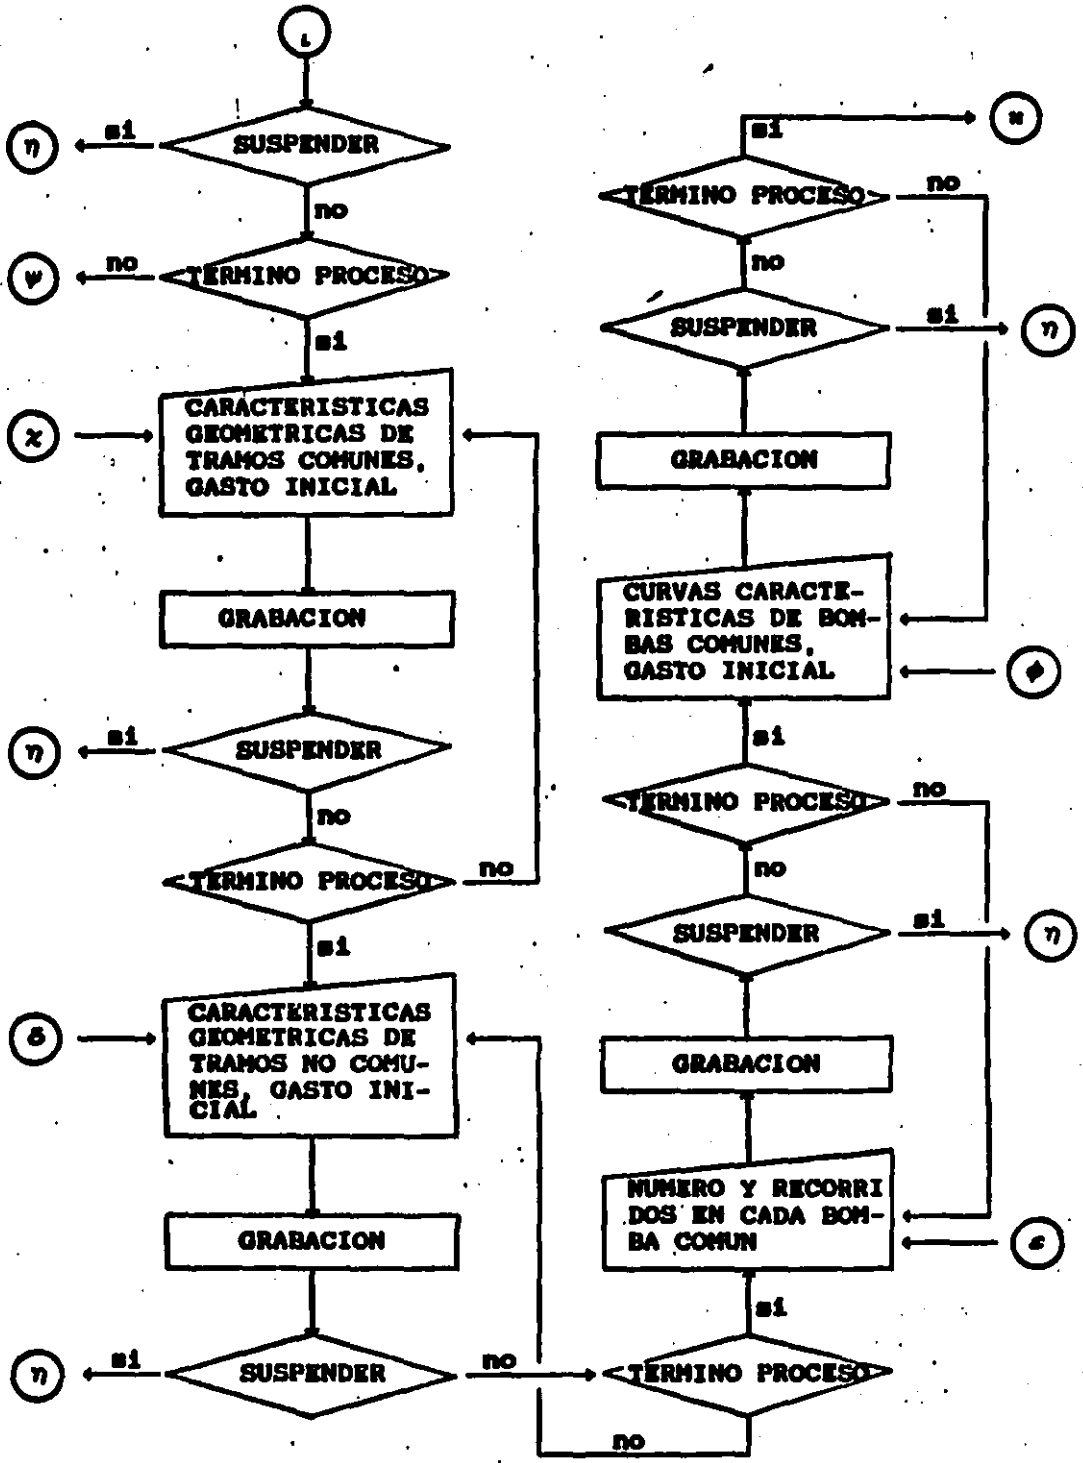 ι
SUSPENDER
si
η
no
TERMINO PROCESO
no
ψ
si
CARACTERISTICAS
GEOMETRICAS DE
TRAMOS COMUNES,
GASTO INICIAL
χ
GRABACION
SUSPENDER
si
η
no
TERMINO PROCESO
no
si
CARACTERISTICAS
GEOMETRICAS DE
TRAMOS NO COMU-
NES, GASTO INI-
CIAL
δ
GRABACION
SUSPENDER
si
η
no
TERMINO PROCESO
no
si
NUMERO Y RECORRI
DOS EN CADA BOM-
BA COMUN
ε
GRABACION
SUSPENDER
si
η
no
TERMINO PROCESO
no
si
CURVAS CARACTE-
RISTICAS DE BOM-
BAS COMUNES,
GASTO INICIAL
φ
GRABACION
SUSPENDER
si
η
no
TERMINO PROCESO
no
si